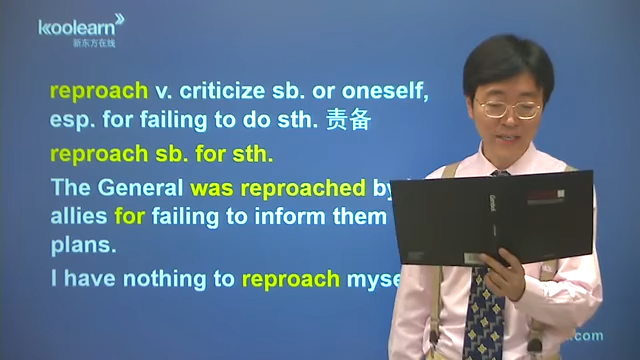 koolearn
新东方在线
reproach v. criticize sb. or oneself,
esp. for failing to do sth. 责备
reproach sb. for sth.
The General was reproached by
allies for failing to inform them
plans.
I have nothing to reproach myse
.com